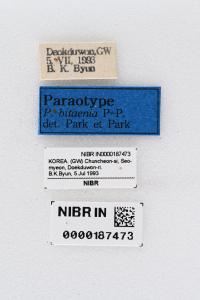 Deokduwon, GW
5. VII. 1993
B. K. Byun
Paraotype
P. bitaenia P-P.
det. Park et Park
NIBR IN0000187473
KOREA. (GW) Chuncheon-si, Seo-
myeon, Deokduwon-ri.
B.K.Byun, 5 Jul 1993
NIBR
NIBR IN
0000187473